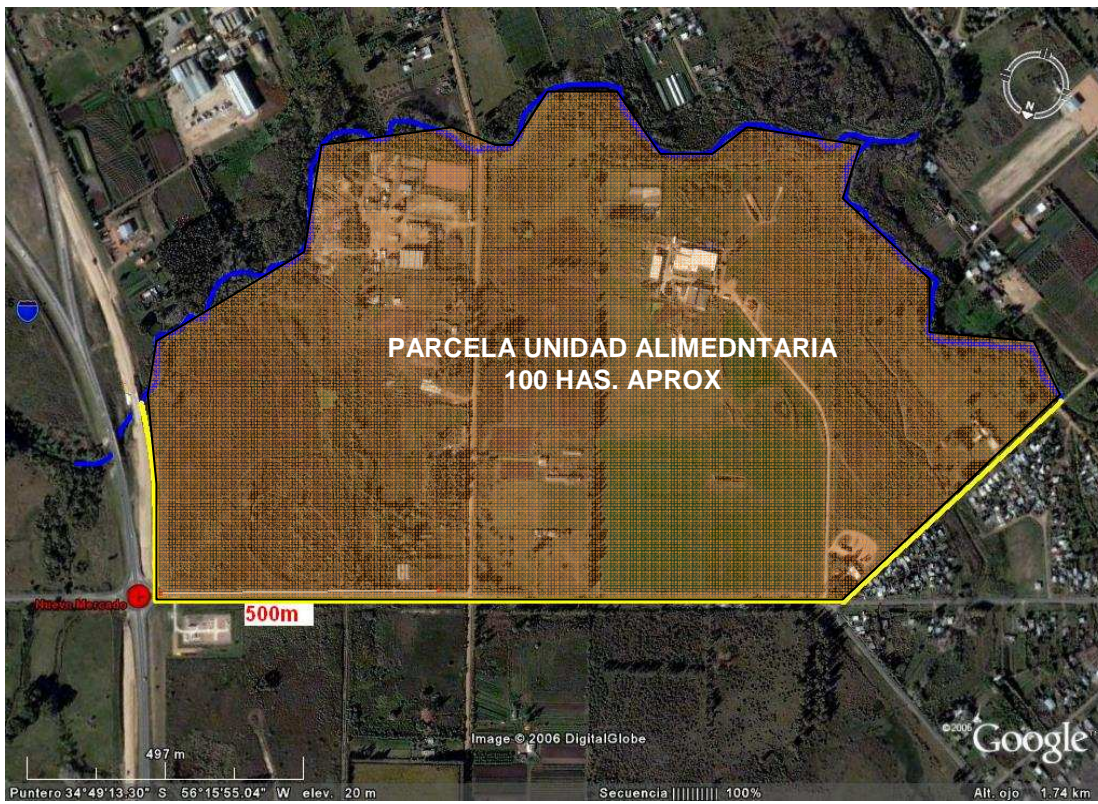 N
PARCELA UNIDAD ALIMEDNTARIA
100 HAS. APROX
Nuevo Mercado
500m
497 m
Image © 2006 DigitalGlobe
©2006 Google
Puntero 34°49'13.30" S 56°15'55.04" W elev. 20 m Secuencia ||||||||| 100% Alt. ojo 1.74 km